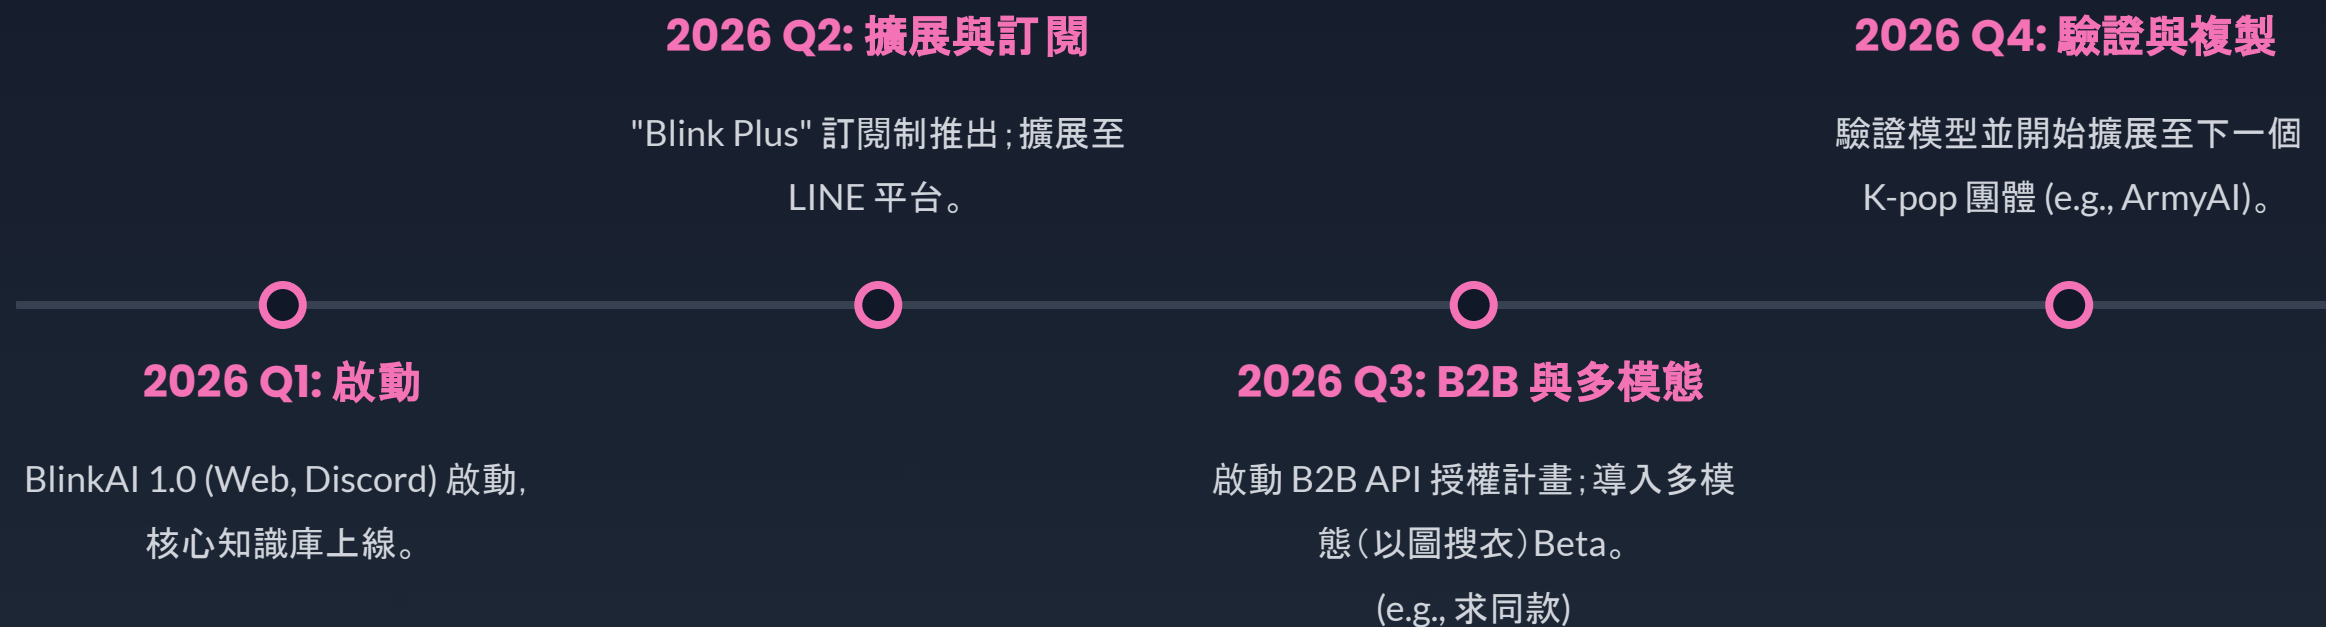 2026 Q1: 啟動
BlinkAI 1.0 (Web, Discord) 啟動,
核心知識庫上線。
2026 Q2: 擴展與訂閱
"Blink Plus" 訂閱制推出；擴展至
LINE 平台。
2026 Q3: B2B 與多模態
啟動 B2B API 授權計畫；導入多模
態（以圖搜衣）Beta。
(e.g., 求同款)
2026 Q4: 驗證與複製
驗證模型並開始擴展至下一個
K-pop 團體 (e.g., ArmyAI)。